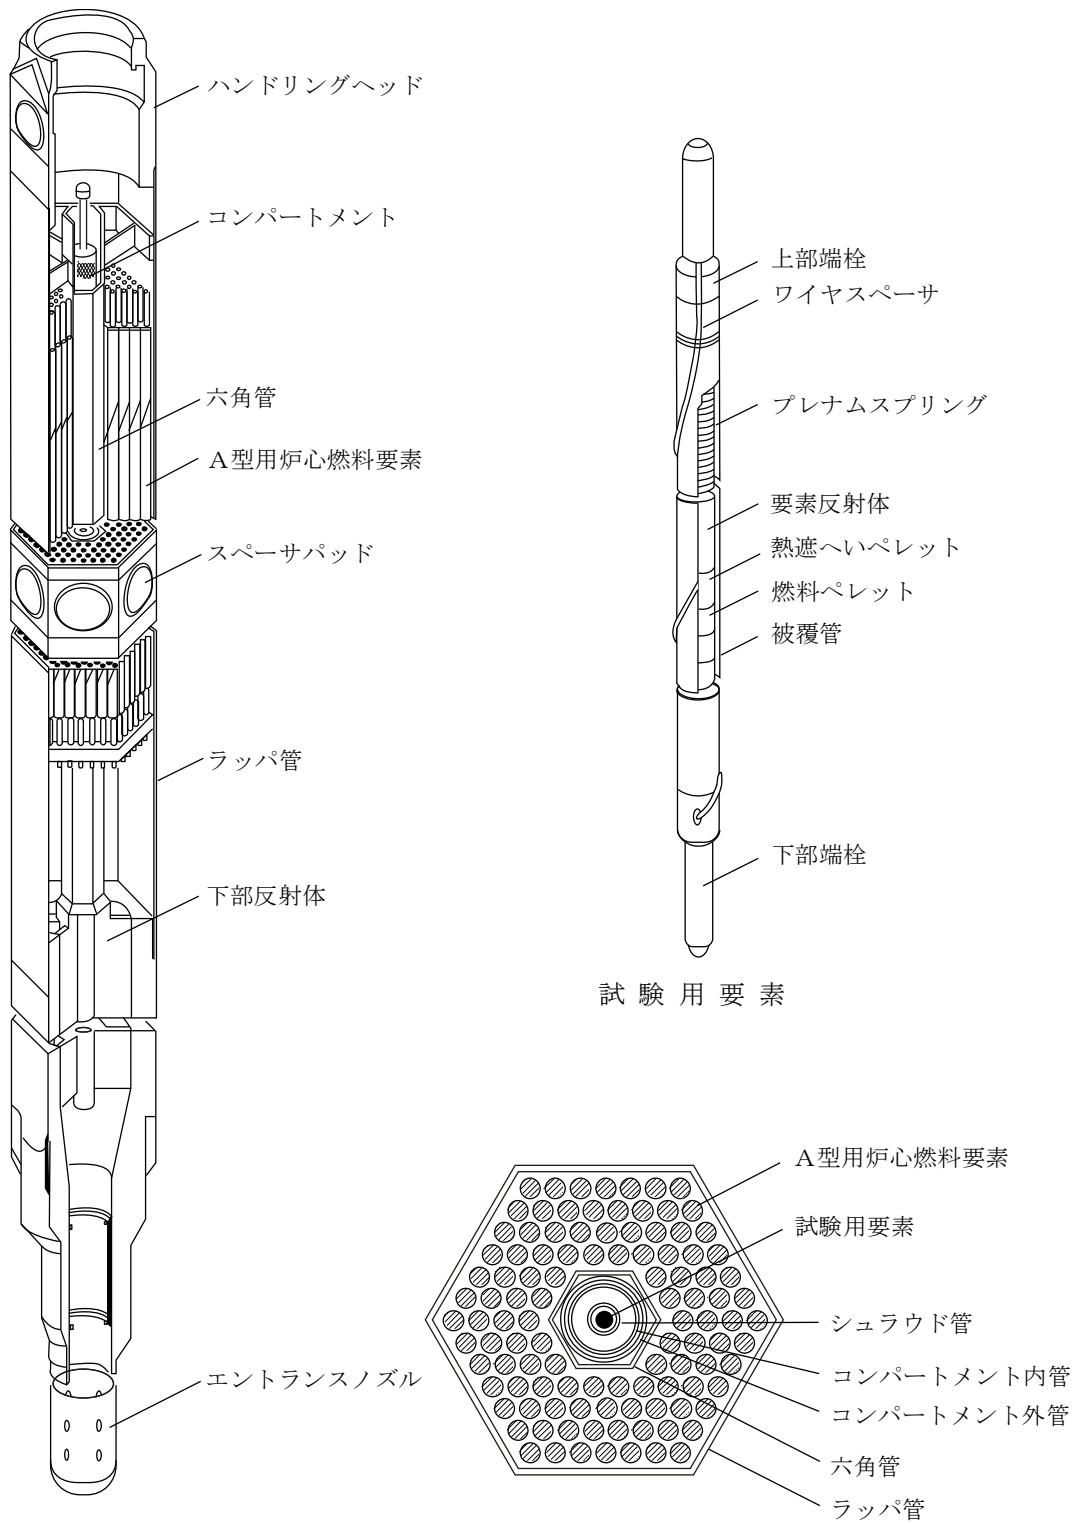 ハンドリングヘッド
コンパートメント
六角管
A型用炉心燃料要素
スペーサパッド
ラッパ管
下部反射体
エントランスノズル
上部端栓
ワイヤスペーサ
プレナムスプリング
要素反射体
熱遮へいペレット
燃料ペレット
被覆管
下部端栓
試験用要素
A型用炉心燃料要素
試験用要素
シュラウド管
コンパートメント内管
コンパートメント外管
六角管
ラッパ管